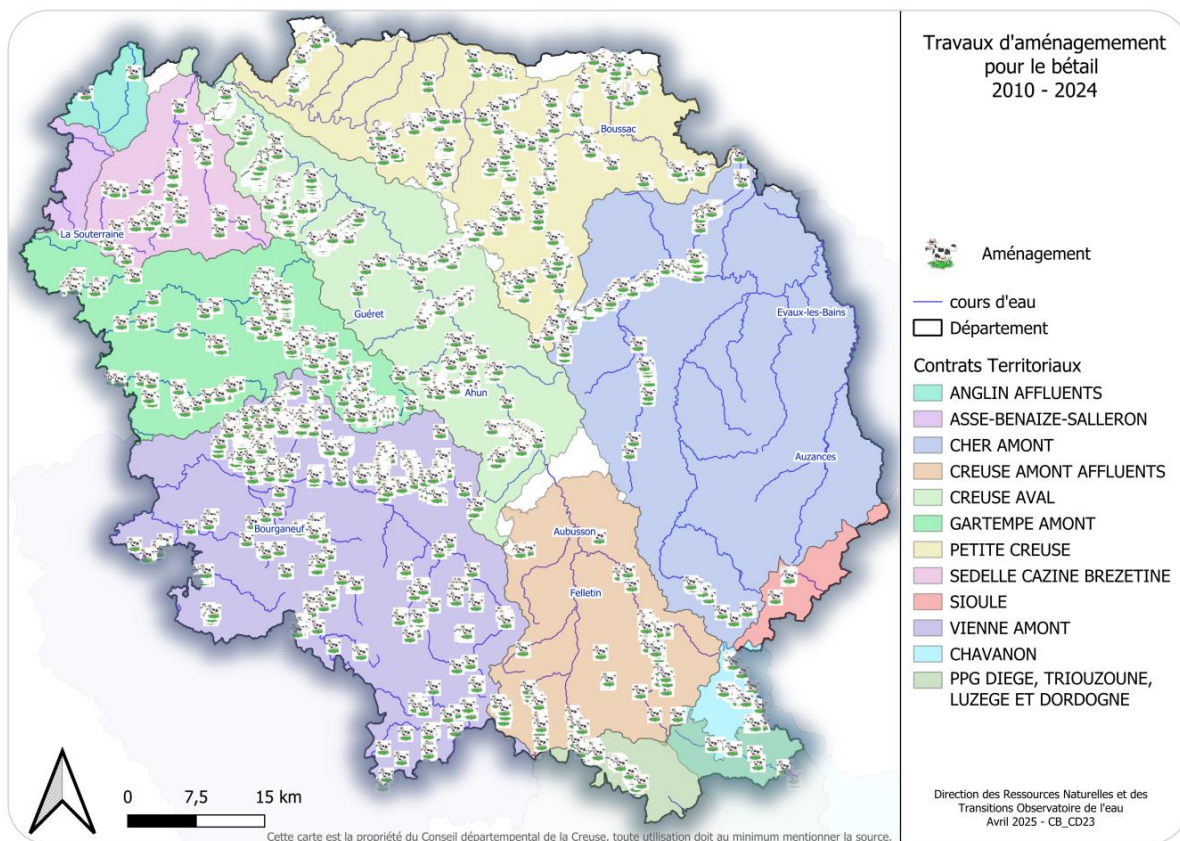 Travaux d'aménagemement
pour le bétail
2010 - 2024
Aménagement
cours d'eau
Département
Contrats Territoriaux
ANGLIN AFFLUENTS
ASSE-BENAIZE-SALLERON
CHER AMONT
CREUSE AMONT AFFLUENTS
CREUSE AVAL
GARTEMPE AMONT
PETITE CREUSE
SEDELLE CAZINE BREZETINE
SIOULE
VIENNE AMONT
CHAVANON
PPG DIEGE, TRIOUZOUNE,
LUZEGE ET DORDOGNE
Direction des Ressources Naturelles et des
Transitions Observatoire de l'eau
Avril 2025 - CB_CD23
Boussac
La Souterraine
Guéret
Evaux-les-Bains
Ahun
Auzances
Bourganeuf
Aubusson
Felletin
0 7,5 15 km
Cette carte est la propriété du Conseil départempental de la Creuse, toute utilisation doit au minimum mentionner la source.